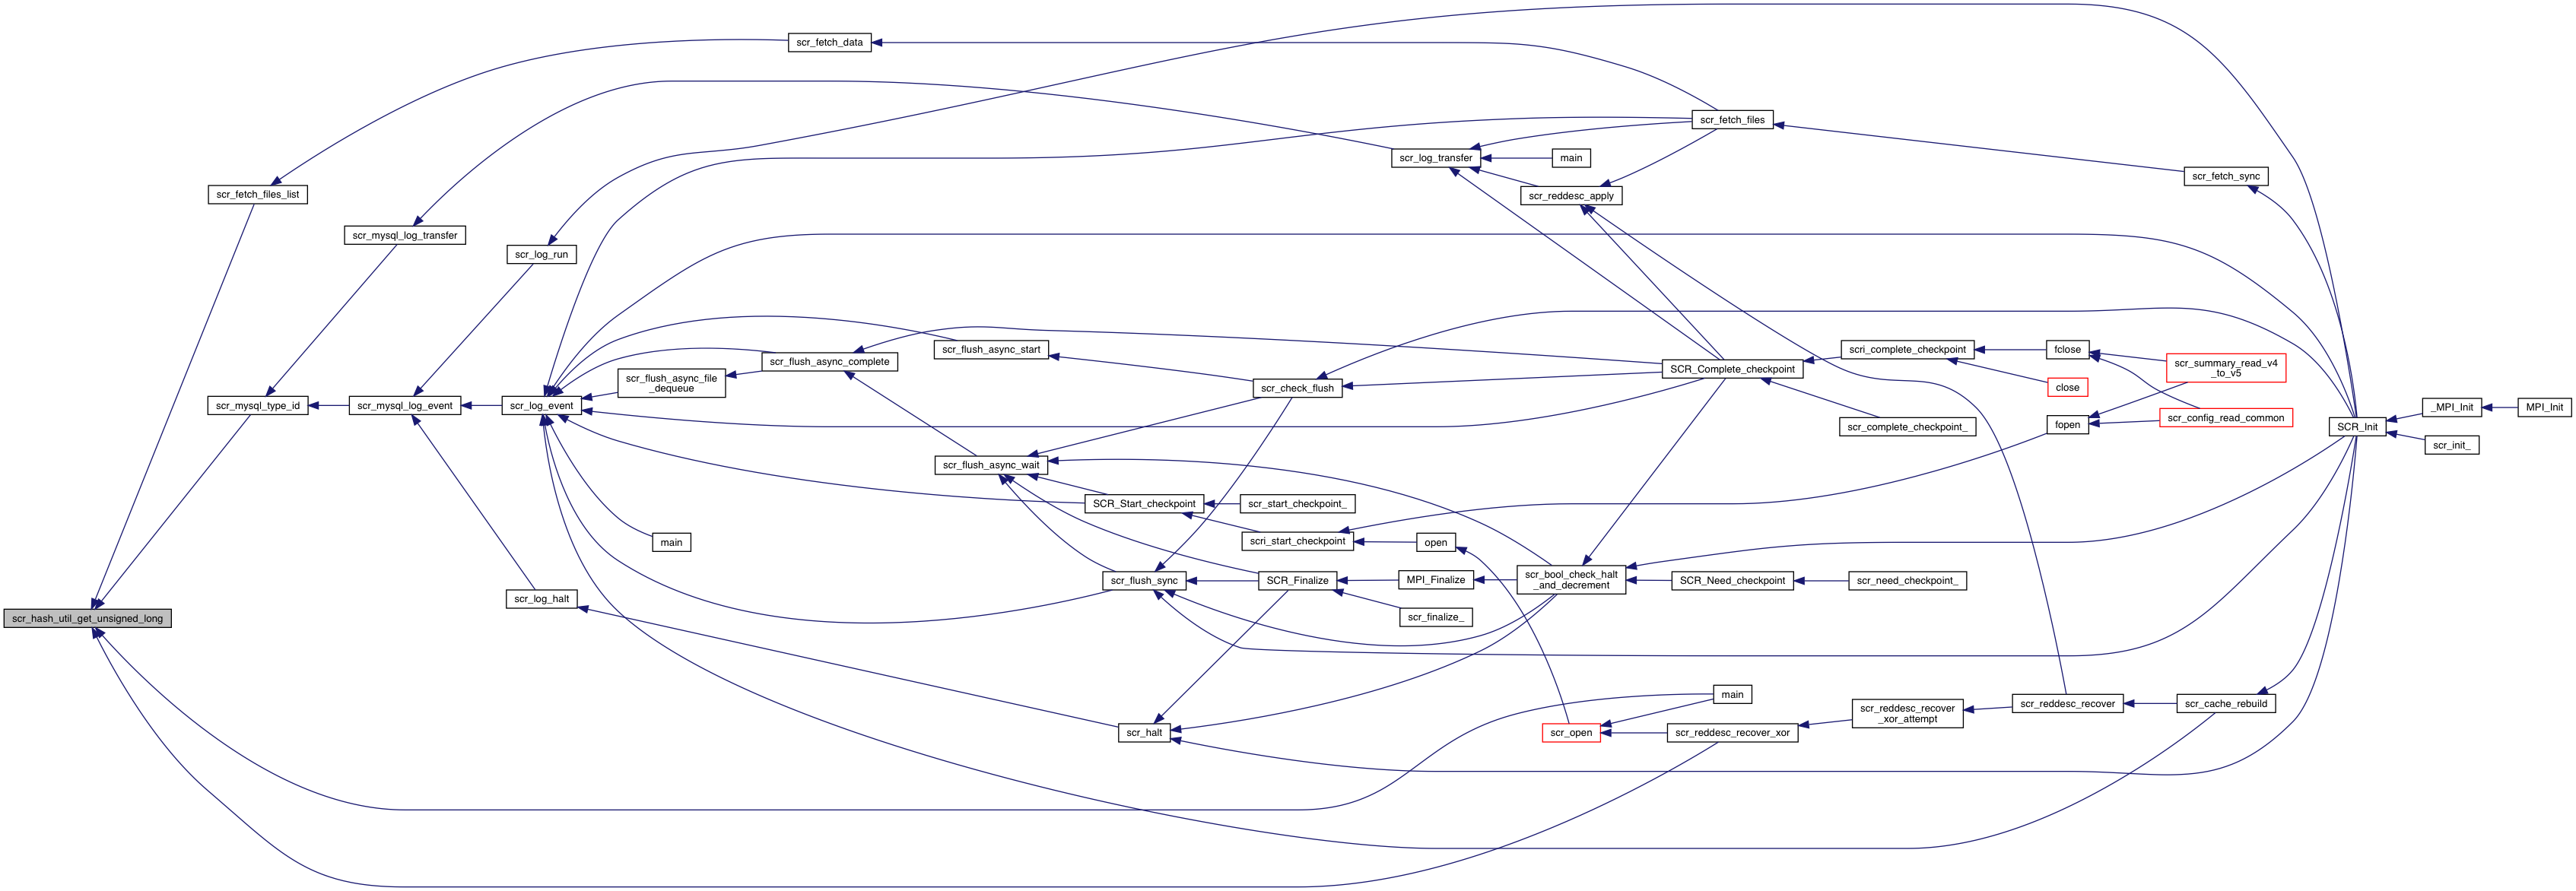 scr_fetch_data
scr_fetch_files
scr_log_transfer
main
scr_fetch_sync
scr_fetch_files_list
scr_reddesc_apply
scr_mysql_log_transfer
scr_log_run
scr_flush_async_start
scri_complete_checkpoint
fclose
scr_flush_async_complete
SCR_Complete_checkpoint
scr_summary_read_v4
_to_v5
scr_flush_async_file
_dequeue
scr_check_flush
close
scr_mysql_type_id
scr_mysql_log_event
scr_log_event
_MPI_Init
MPI_Init
scr_config_read_common
fopen
scr_complete_checkpoint_
SCR_Init
scr_init_
scr_flush_async_wait
SCR_Start_checkpoint
scr_start_checkpoint_
main
scri_start_checkpoint
open
scr_flush_sync
SCR_Finalize
MPI_Finalize
scr_bool_check_halt
_and_decrement
SCR_Need_checkpoint
scr_need_checkpoint_
scr_log_halt
scr_hash_util_get_unsigned_long
scr_finalize_
main
scr_reddesc_recover
_xor_attempt
scr_reddesc_recover
scr_cache_rebuild
scr_halt
scr_open
scr_reddesc_recover_xor